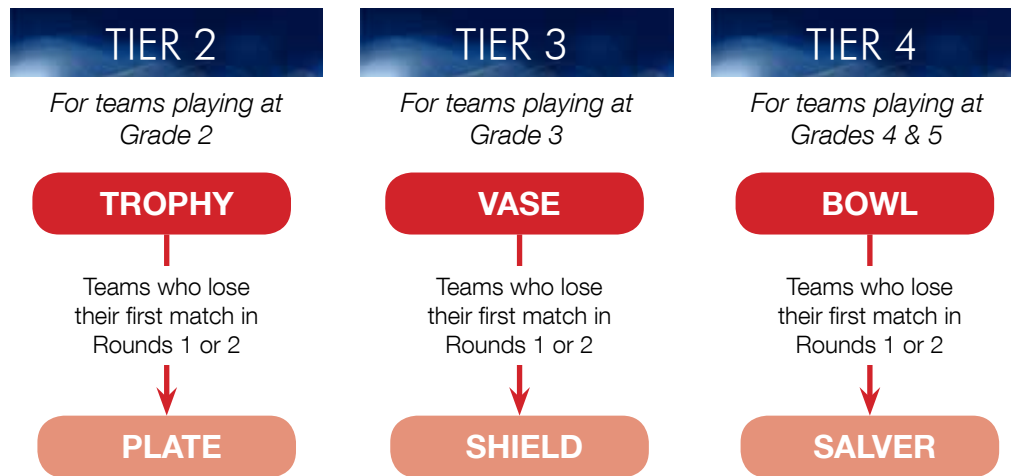 TIER 2
For teams playing at
Grade 2
TROPHY
Teams who lose
their first match in
Rounds 1 or 2
PLATE
TIER 3
For teams playing at
Grade 3
VASE
Teams who lose
their first match in
Rounds 1 or 2
SHIELD
TIER 4
For teams playing at
Grades 4 & 5
BOWL
Teams who lose
their first match in
Rounds 1 or 2
SALVER